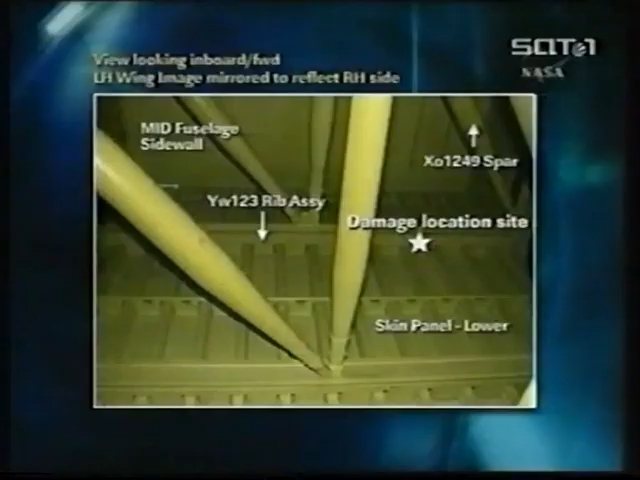 SAT.1
View looking inboard/fwd
NASA
LH Wing Image mirrored to reflect RH side
MID Fuselage
Sidewall
Xo1249 Spar
Yw123 Rib Assy
Damage location site
Skin Panel - Lower